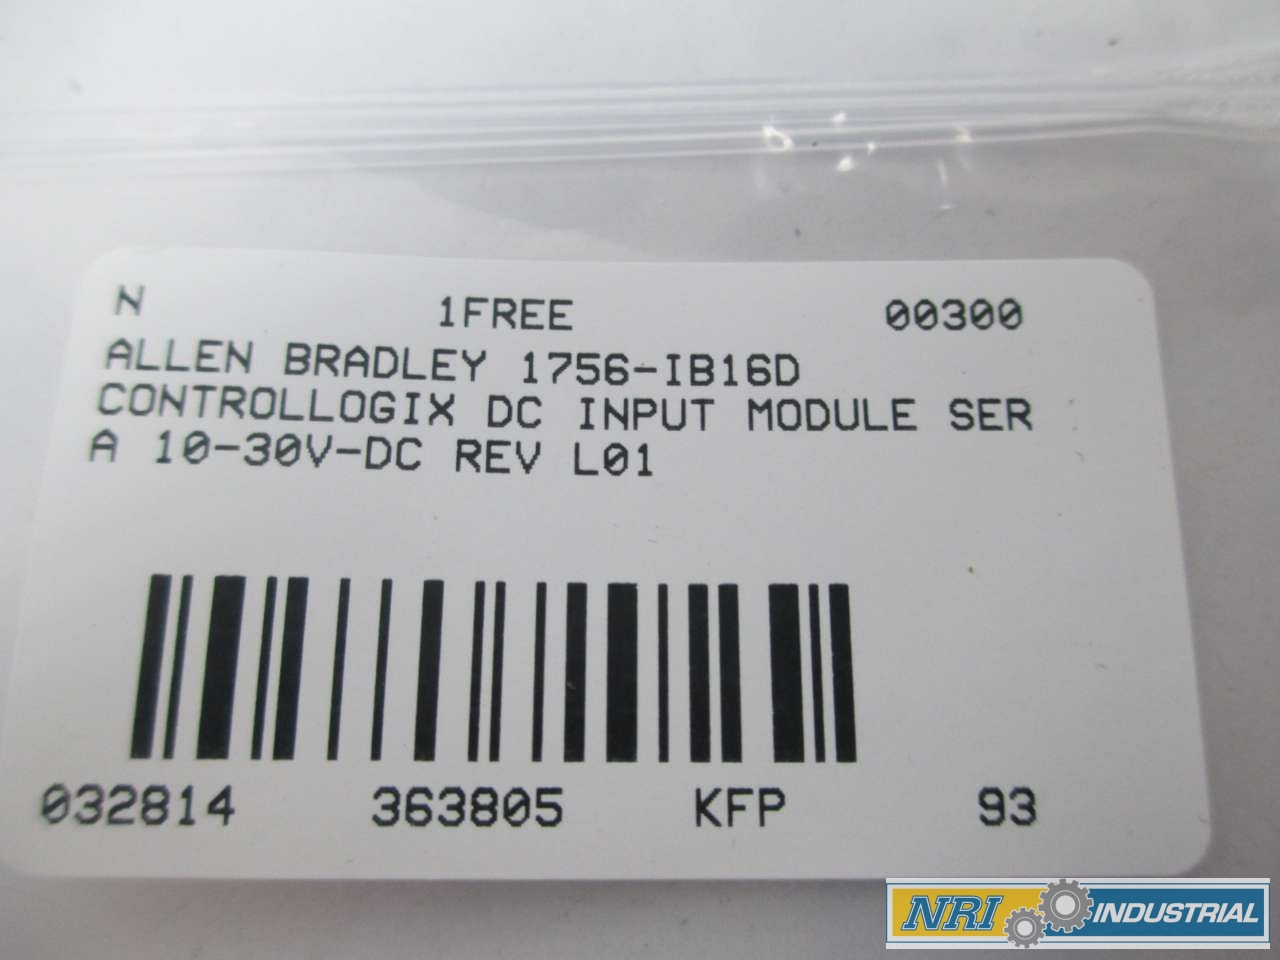 N 1FREE 00300
ALLEN BRADLEY 1756-IB16D
CONTROLLOGIX DC INPUT MODULE SER
A 10-30V-DC REV L01
032814 363805 KFP 93
NRI INDUSTRIAL